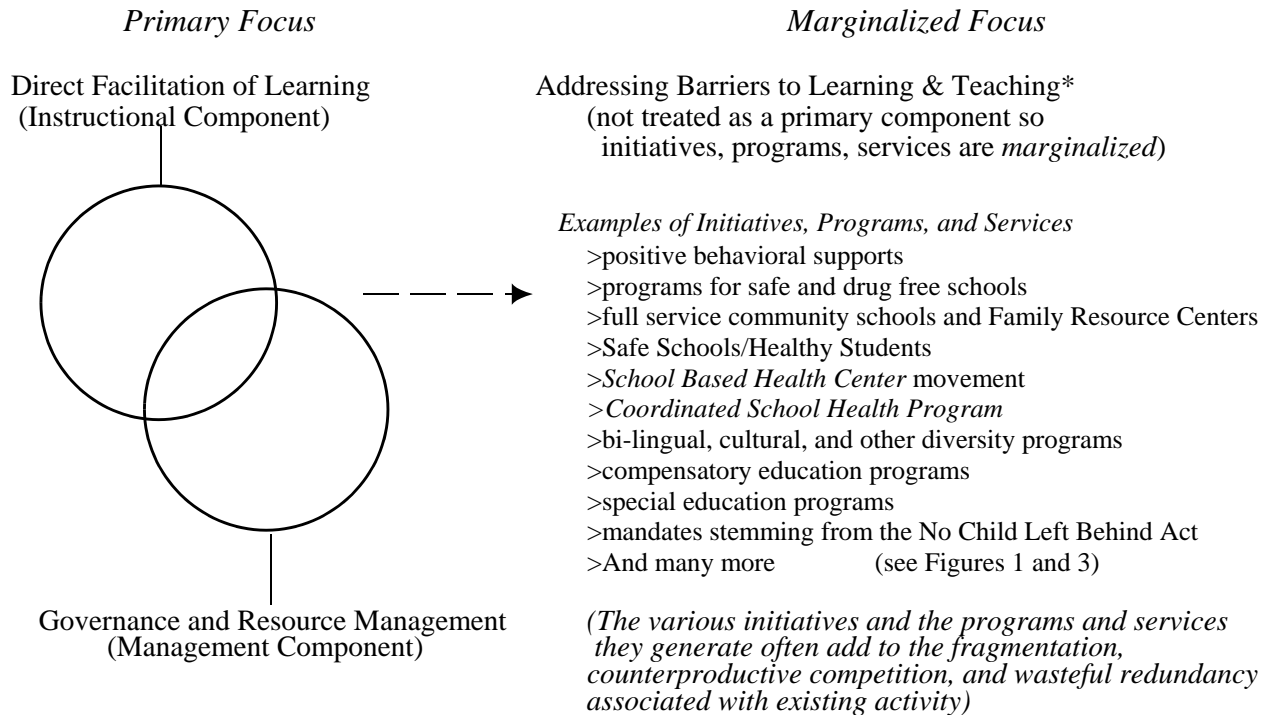 Primary Focus
Direct Facilitation of Learning
(Instructional Component)
Governance and Resource Management
(Management Component)
Marginalized Focus
Addressing Barriers to Learning & Teaching*
(not treated as a primary component so
initiatives, programs, services are marginalized)
Examples of Initiatives, Programs, and Services
>positive behavioral supports
>programs for safe and drug free schools
>full service community schools and Family Resource Centers
>Safe Schools/Healthy Students
>School Based Health Center movement
>Coordinated School Health Program
>bi-lingual, cultural, and other diversity programs
>compensatory education programs
>special education programs
>mandates stemming from the No Child Left Behind Act
>And many more (see Figures 1 and 3)
(The various initiatives and the programs and services
they generate often add to the fragmentation,
counterproductive competition, and wasteful redundancy
associated with existing activity)